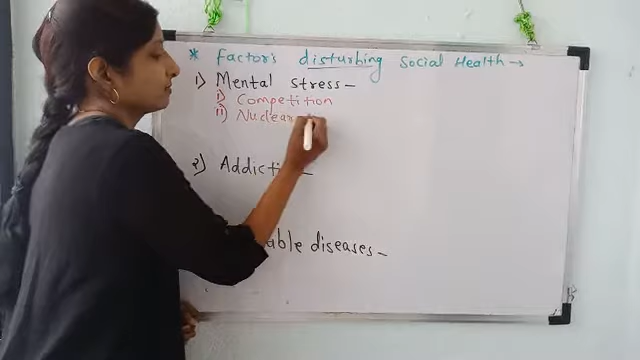 * Factors disturbing Social Health →
1) Mental stress -
i) Competition
ii) Nuclear
2) Addiction -
able diseases -